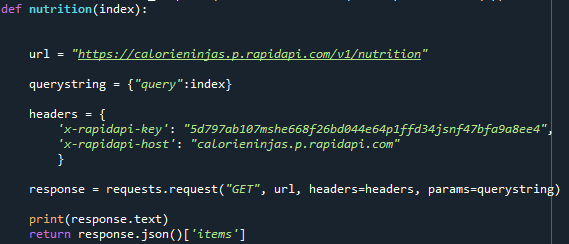 def nutrition(index):
url = "https://calorieninjas.p.rapidapi.com/v1/nutrition"
querystring = {"query":index}
headers = {
'x-rapidapi-key': "5d797ab107mshe668f26bd044e64p1ffd34jsnf47bfa9a8ee4",
'x-rapidapi-host': "calorieninjas.p.rapidapi.com"
}
response = requests.request("GET", url, headers=headers, params=querystring)
print(response.text)
return response.json()['items']